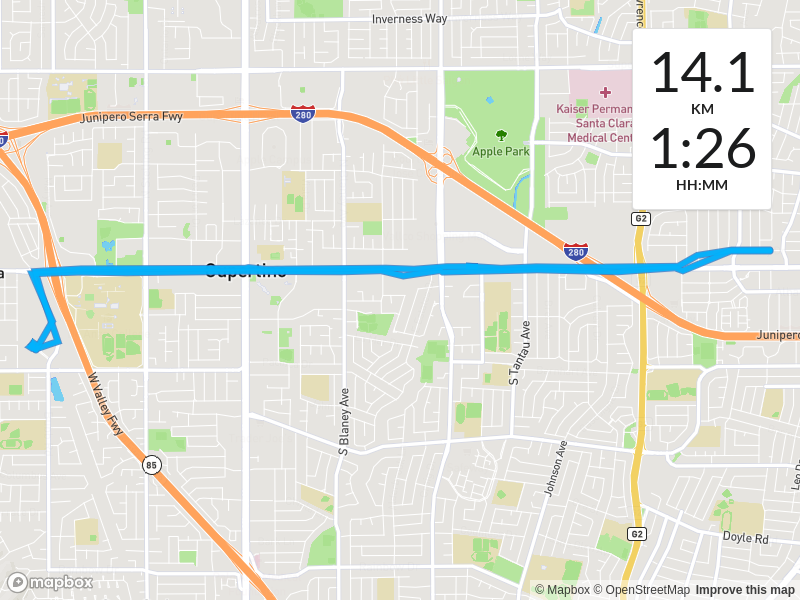 Inverness Way
14.1
KM
1:26
HH:MM
Junipero Serra Fwy
280
Kaiser Perman
Santa Clara
Medical Cent
Apple Park
G2
280
Cupertino
a
Junipero
S Tantau Ave
W Valley Fwy
S Blaney Ave
85
Johnson Ave
G2
Doyle Rd
mapbox
© Mapbox © OpenStreetMap Improve this map